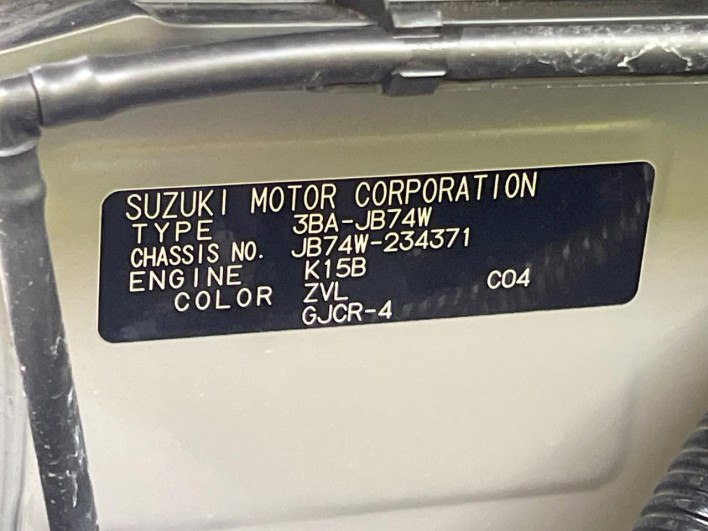 SUZUKI MOTOR CORPORATION
TYPE 3BA-JB74W
CHASSIS NO. JB74W-234371
ENGINE K15B
COLOR ZVL C04
GJCR-4